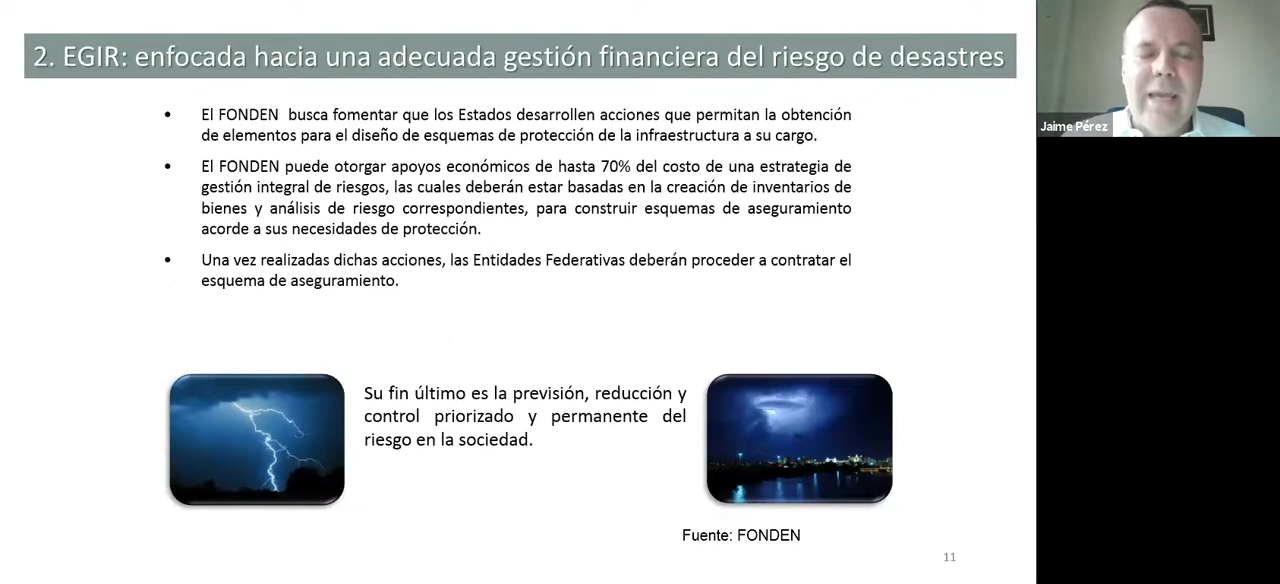 2. EGIR: enfocada hacia una adecuada gestión financiera del riesgo de desastres
Jaime Pérez
• El FONDEN busca fomentar que los Estados desarrollen acciones que permitan la obtención
de elementos para el diseño de esquemas de protección de la infraestructura a su cargo.
• El FONDEN puede otorgar apoyos económicos de hasta 70% del costo de una estrategia de
gestión integral de riesgos, las cuales deberán estar basadas en la creación de inventarios de
bienes y análisis de riesgo correspondientes, para construir esquemas de aseguramiento
acorde a sus necesidades de protección.
• Una vez realizadas dichas acciones, las Entidades Federativas deberán proceder a contratar el
esquema de aseguramiento.
Su fin último es la previsión, reducción y
control priorizado y permanente del
riesgo en la sociedad.
Fuente: FONDEN
11